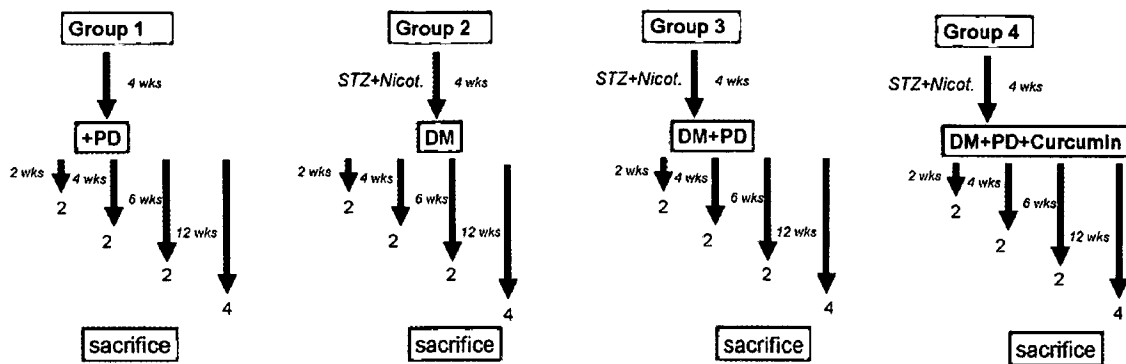 Group 1
4 wks
+PD
2 wks
4 wks
6 wks
12 wks
2
2
2
4
sacrifice
Group 2
STZ+Nicot.
4 wks
DM
2 wks
4 wks
6 wks
12 wks
2
2
2
4
sacrifice
Group 3
STZ+Nicot.
4 wks
DM+PD
2 wks
4 wks
6 wks
12 wks
2
2
2
4
sacrifice
Group 4
STZ+Nicot.
4 wks
DM+PD+Curcumin
2 wks
4 wks
6 wks
12 wks
2
2
2
4
sacrifice